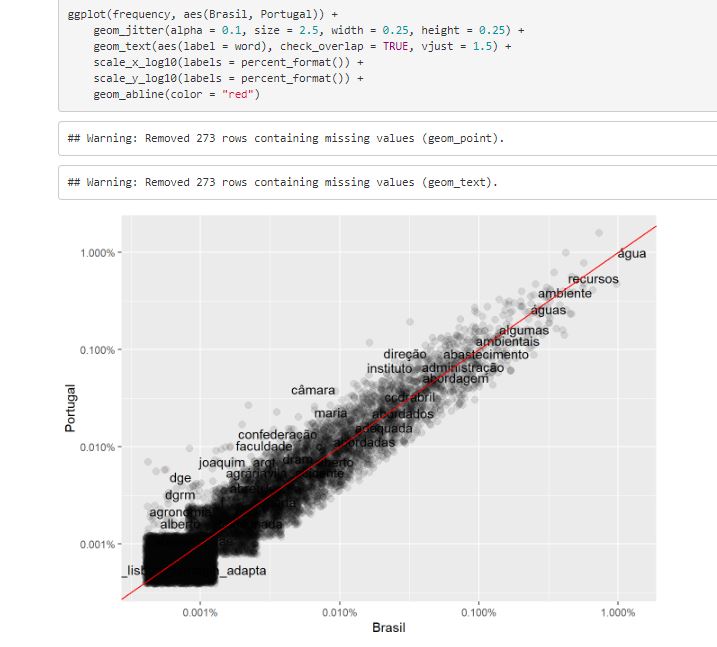 ggplot(frequency, aes(Brasil, Portugal)) +
geom_jitter(alpha = 0.1, size = 2.5, width = 0.25, height = 0.25) +
geom_text(aes(label = word), check_overlap = TRUE, vjust = 1.5) +
scale_x_log10(labels = percent_format()) +
scale_y_log10(labels = percent_format()) +
geom_abline(color = "red")
## Warning: Removed 273 rows containing missing values (geom_point).
## Warning: Removed 273 rows containing missing values (geom_text).
1.000%
água
recursos
ambiente
águas
algumas
ambientais
0.100%
direção abastecimento
instituto administração
abordagem
câmara
ccdr abril
maria abordados
adequada
confederação
abordadas
0.010%
faculdade
joaquim
dge
dgrm
agronomia
alberto
0.001%
_adapta
Portugal
0.001% 0.010% 0.100% 1.000%
Brasil